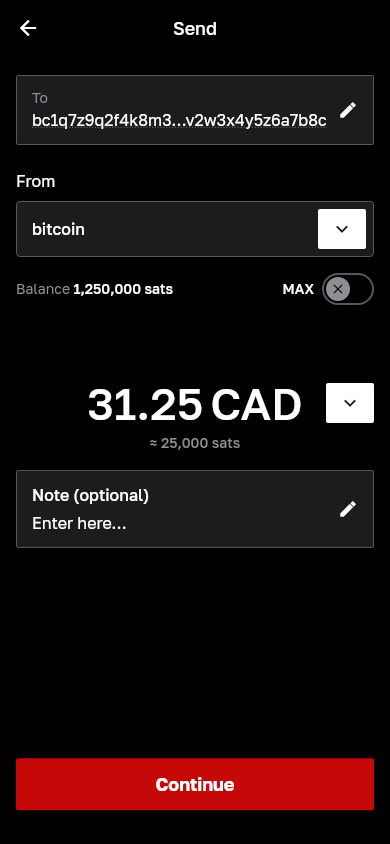 Send
To
bc1q7z9q2f4k8m3...v2w3x4y5z6a7b8c
From
bitcoin
Balance 1,250,000 sats MAX
31.25 CAD
≈ 25,000 sats
Note (optional)
Enter here...
Continue